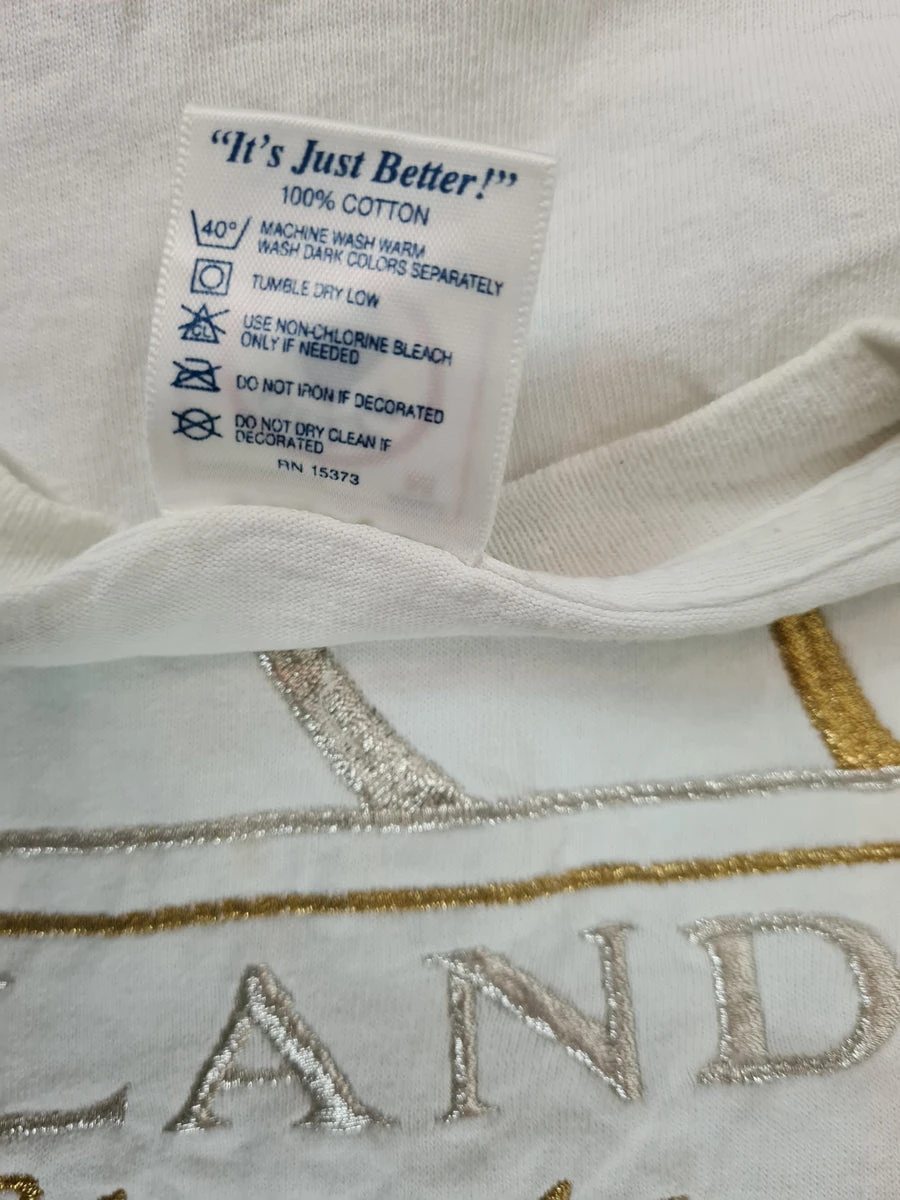 “It's Just Better!”
100% COTTON
40°
MACHINE WASH WARM
WASH DARK COLORS SEPARATELY
TUMBLE DRY LOW
CL
USE NON-CHLORINE BLEACH
ONLY IF NEEDED
DO NOT IRON IF DECORATED
DO NOT DRY CLEAN IF
DECORATED
RN 15373
LAND